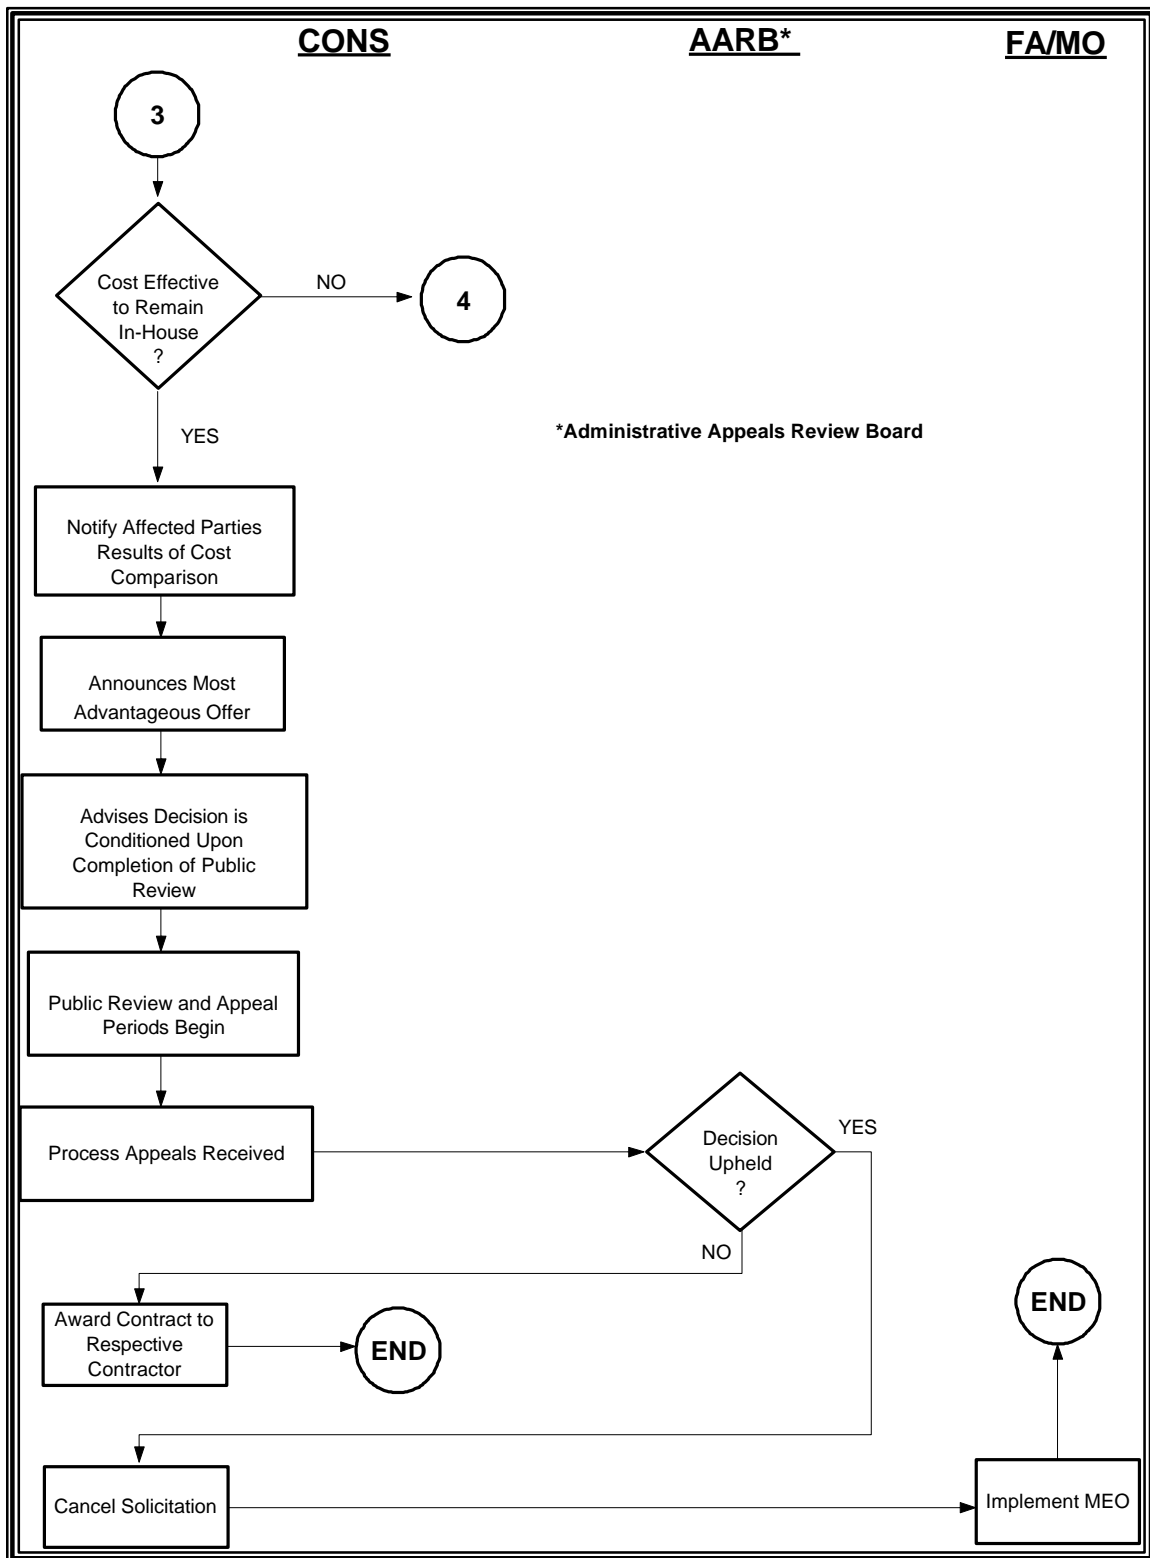 CONS
AARB*
FA/MO
3
Cost Effective
to Remain
In-House
?
NO
4
YES
*Administrative Appeals Review Board
Notify Affected Parties
Results of Cost
Comparison
Announces Most
Advantageous Offer
Advises Decision is
Conditioned Upon
Completion of Public
Review
Public Review and Appeal
Periods Begin
Process Appeals Received
Decision
Upheld
?
YES
NO
Award Contract to
Respective
Contractor
END
END
Cancel Solicitation
Implement MEO